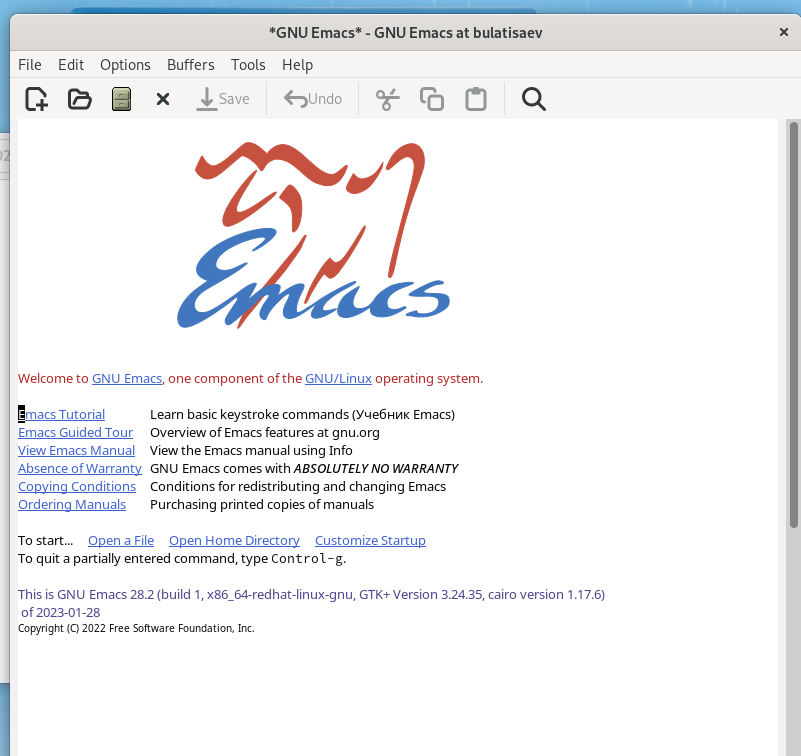 *GNU Emacs* - GNU Emacs at bulatisaev
File Edit Options Buffers Tools Help
Save Undo
Emacs
Welcome to GNU Emacs, one component of the GNU/Linux operating system.
Emacs Tutorial Learn basic keystroke commands (Учебник Emacs)
Emacs Guided Tour Overview of Emacs features at gnu.org
View Emacs Manual View the Emacs manual using Info
Absence of Warranty GNU Emacs comes with ABSOLUTELY NO WARRANTY
Copying Conditions Conditions for redistributing and changing Emacs
Ordering Manuals Purchasing printed copies of manuals
To start... Open a File Open Home Directory Customize Startup
To quit a partially entered command, type Control-g.
This is GNU Emacs 28.2 (build 1, x86_64-redhat-linux-gnu, GTK+ Version 3.24.35, cairo version 1.17.6)
of 2023-01-28
Copyright (C) 2022 Free Software Foundation, Inc.